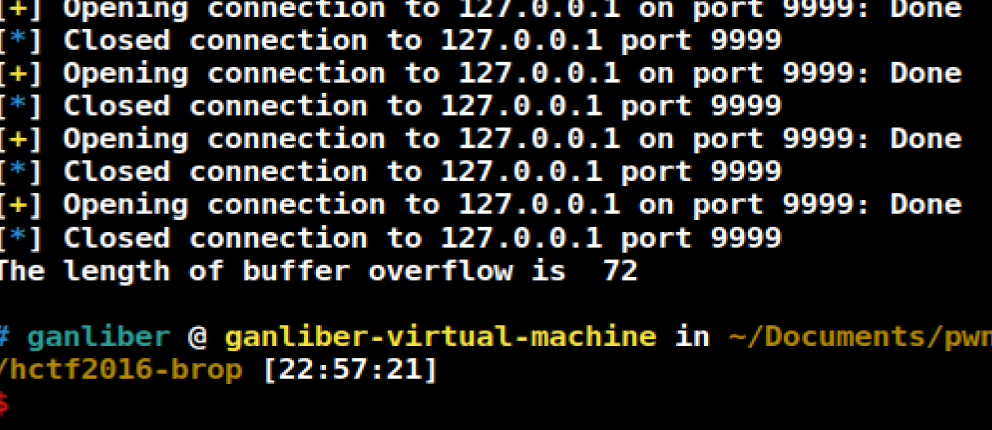 [+] Opening connection to 127.0.0.1 on port 9999: Done
[*] Closed connection to 127.0.0.1 port 9999
[+] Opening connection to 127.0.0.1 on port 9999: Done
[*] Closed connection to 127.0.0.1 port 9999
[+] Opening connection to 127.0.0.1 on port 9999: Done
[*] Closed connection to 127.0.0.1 port 9999
[+] Opening connection to 127.0.0.1 on port 9999: Done
[*] Closed connection to 127.0.0.1 port 9999
The length of buffer overflow is  72
# ganliber @ ganliber-virtual-machine in ~/Documents/pwn
/hctf2016-brop [22:57:21]
$